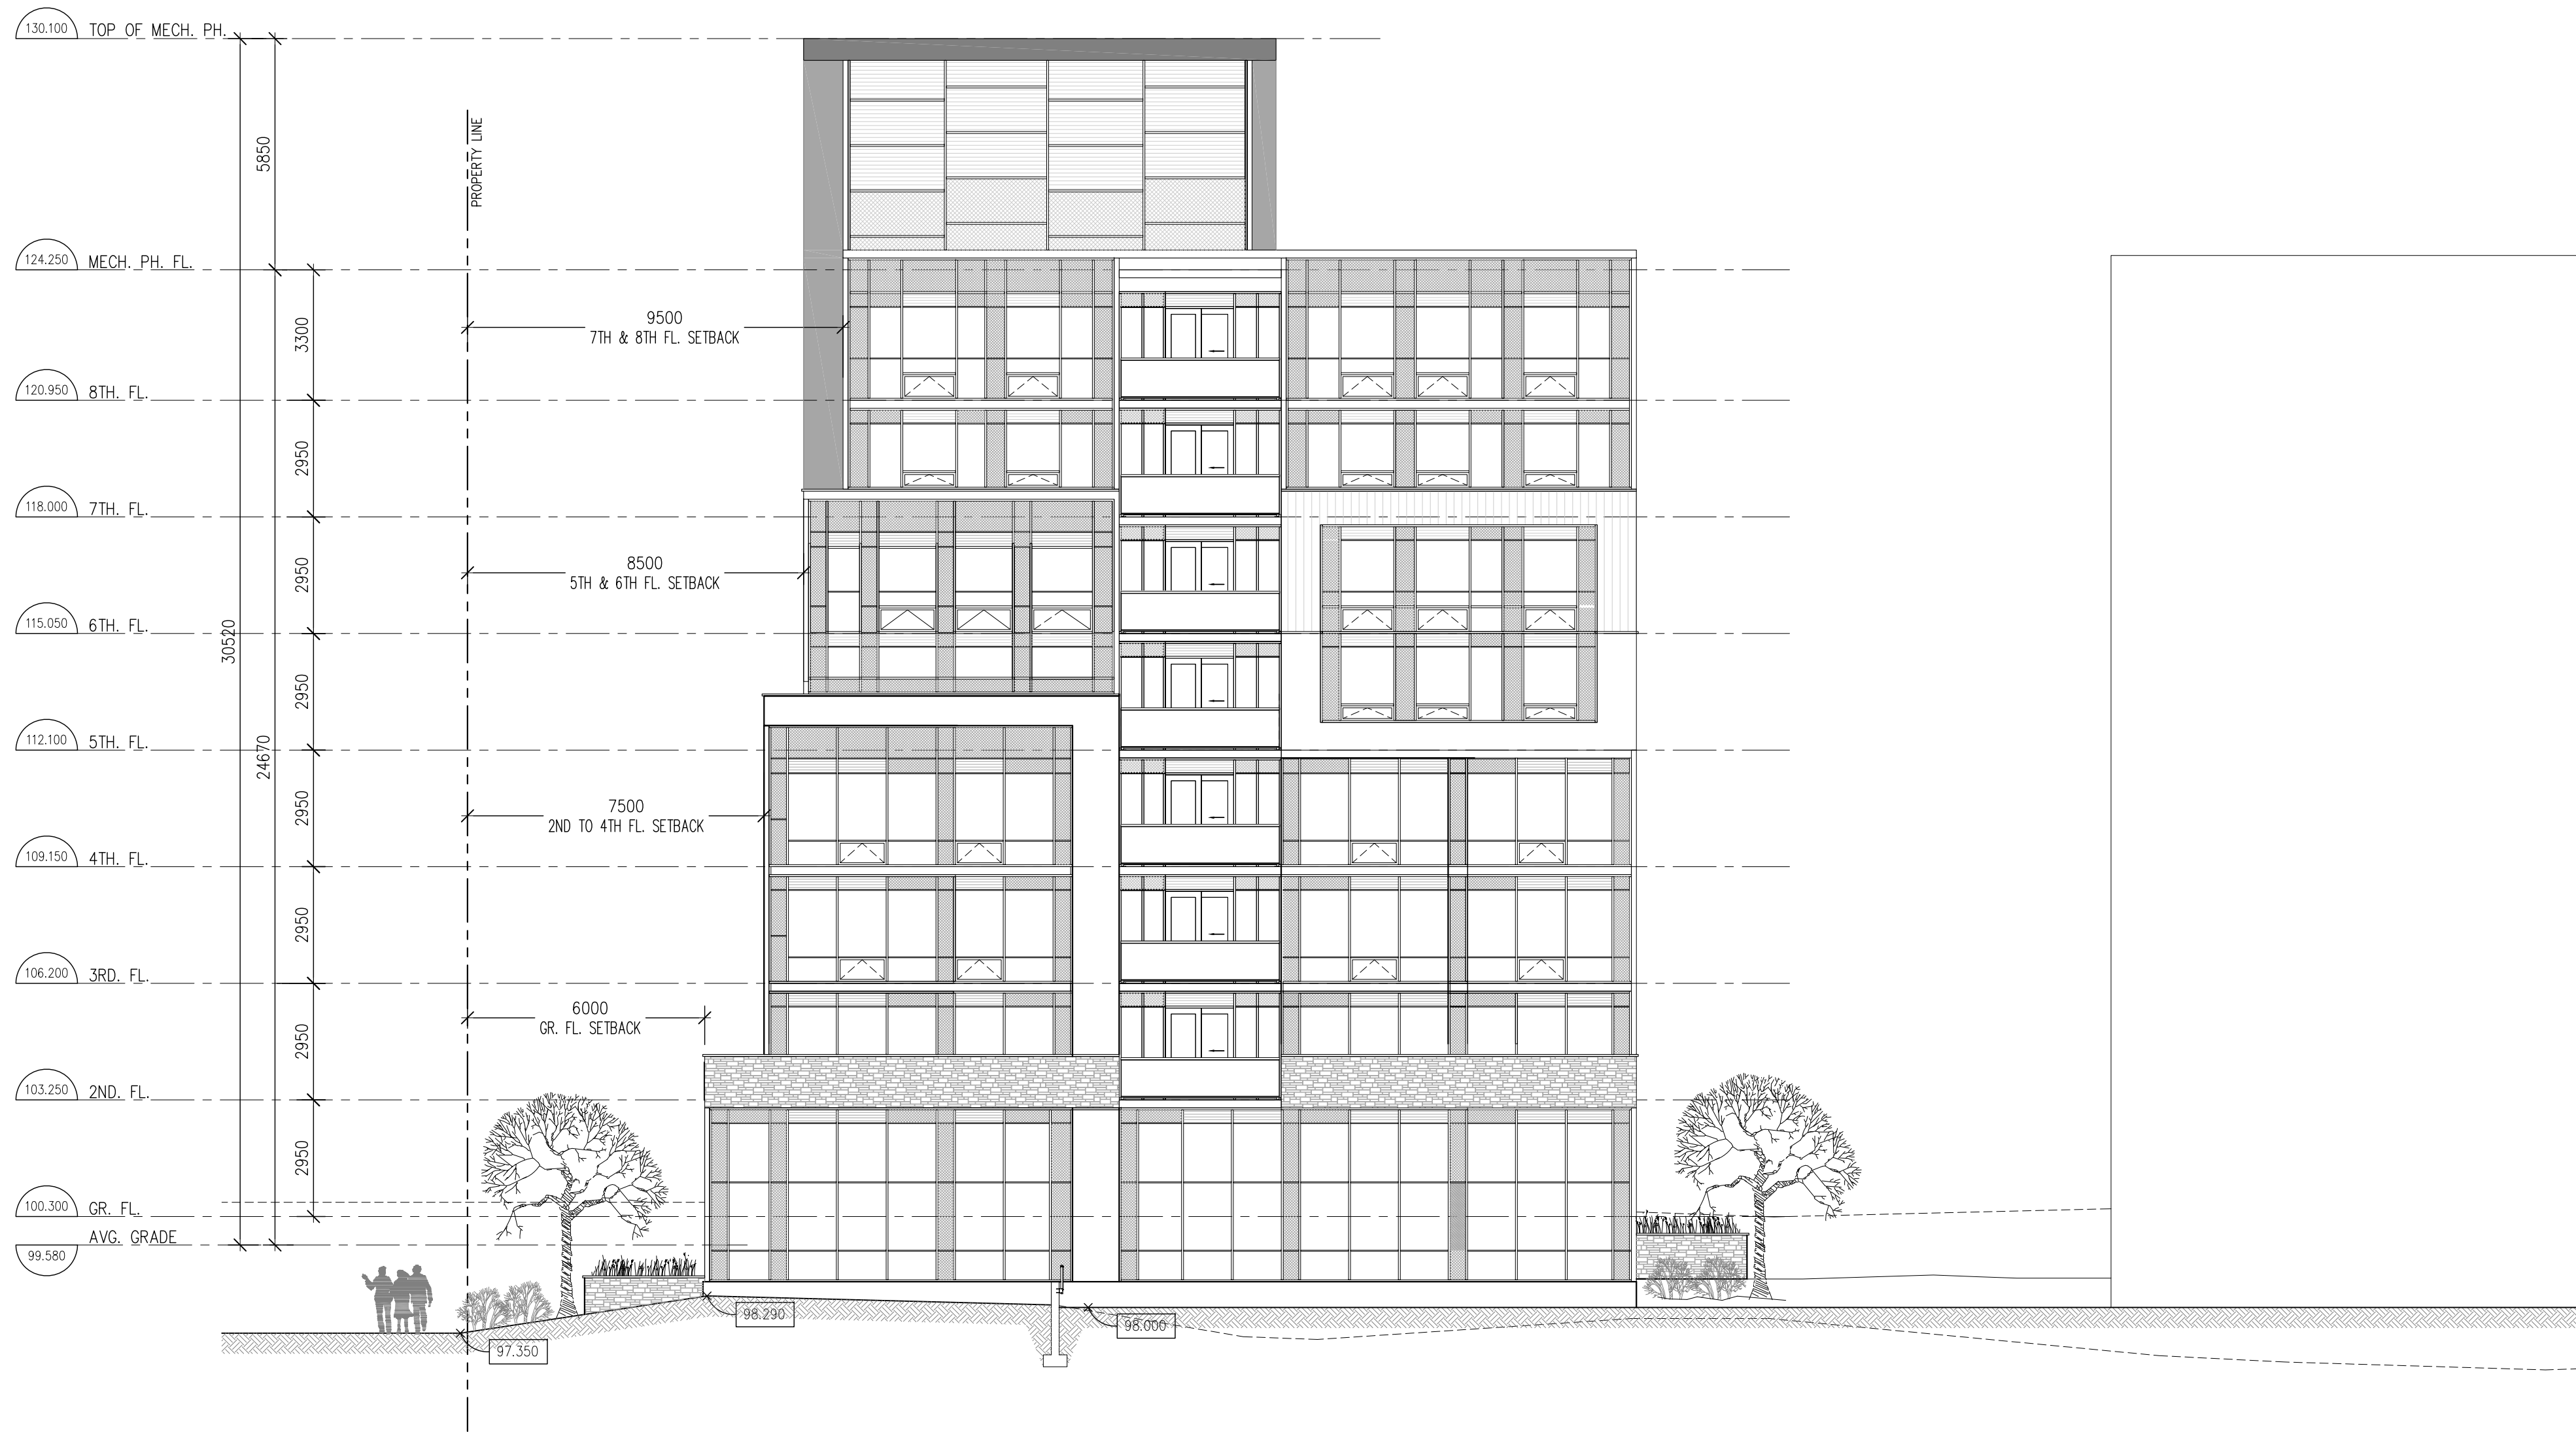 130.100 TOP OF MECH. PH.
5850
PROPERTY LINE
124.250 MECH. PH. FL.
3300
9500
7TH & 8TH FL. SETBACK
120.950 8TH. FL.
2950
118.000 7TH. FL.
2950
8500
5TH & 6TH FL. SETBACK
115.050 6TH. FL.
30520
2950
112.100 5TH. FL.
24670
2950
7500
2ND TO 4TH FL. SETBACK
109.150 4TH. FL.
2950
106.200 3RD. FL.
6000
GR. FL. SETBACK
2950
103.250 2ND. FL.
2950
100.300 GR. FL.
AVG. GRADE
99.580
98.290
98.000
97.350